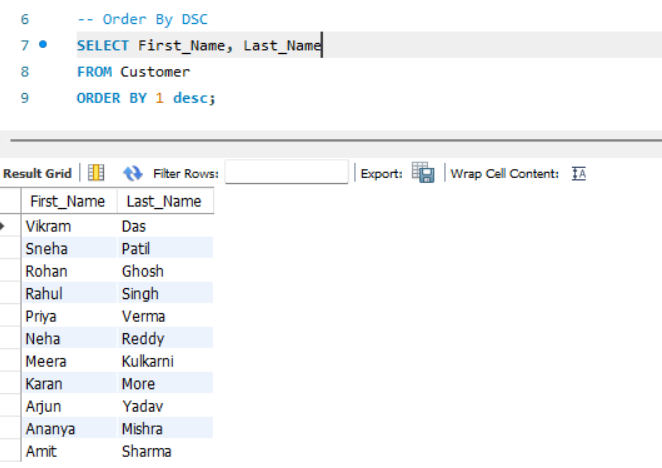 6 -- Order By DSC
7 SELECT First_Name, Last_Name
8 FROM Customer
9 ORDER BY 1 desc;
Result Grid Filter Rows: Export: Wrap Cell Content: IA
First_Name Last_Name
Vikram Das
Sneha Patil
Rohan Ghosh
Rahul Singh
Priya Verma
Neha Reddy
Meera Kulkarni
Karan More
Arjun Yadav
Ananya Mishra
Amit Sharma